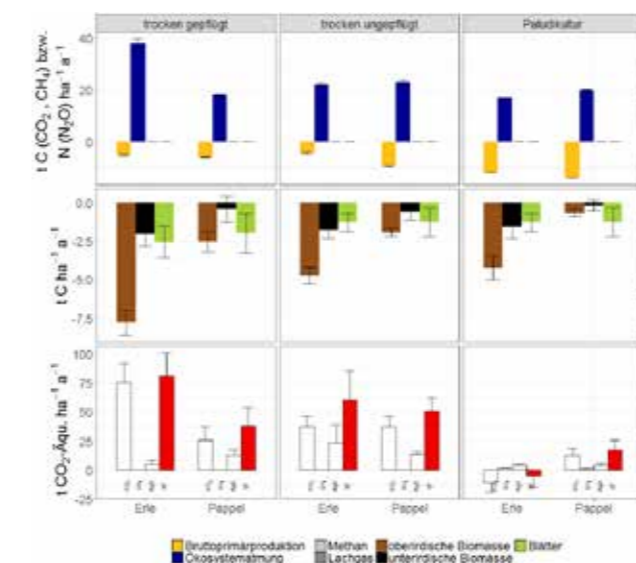 trocken gepflügt
trocken ungepflügt
Paludikultur
t C (CO₂ , CH₄) bzw.
N (N₂O) ha⁻¹ a⁻¹
40
20
0
t C ha⁻¹ a⁻¹
0.0
-2.5
-5.0
-7.5
t CO₂-Äqu. ha⁻¹ a⁻¹
100
75
50
25
0
-25
Erle Pappel Erle Pappel Erle Pappel
Bruttoprimärproduktion Methan oberirdische Biomasse Blätter
Ökosystematmung Lachgas unterirdische Biomasse